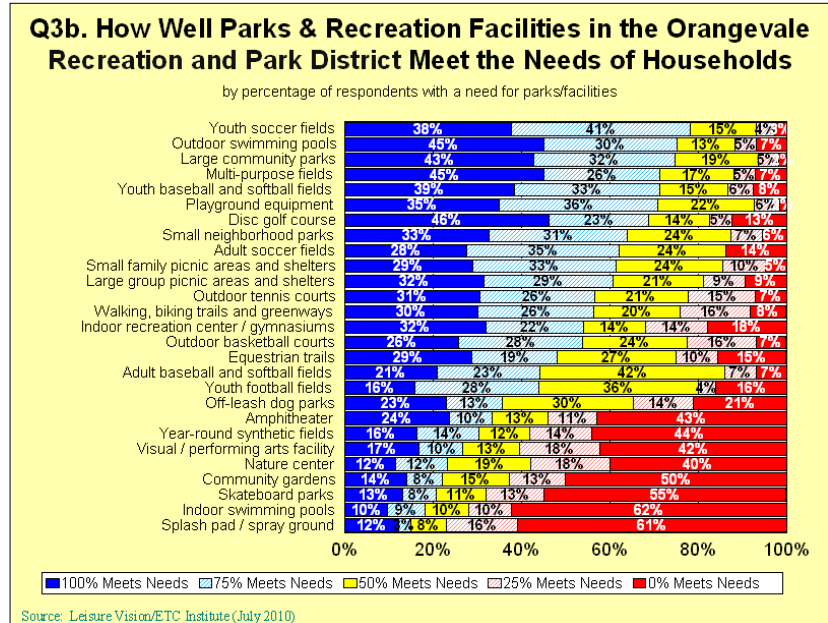 Q3b. How Well Parks & Recreation Facilities in the Orangevale
Recreation and Park District Meet the Needs of Households
by percentage of respondents with a need for parks/facilities
Youth soccer fields 38% 41% 15% 4% 3%
Outdoor swimming pools 45% 30% 13% 5% 7%
Large community parks 43% 32% 19% 5%
Multi-purpose fields 45% 26% 17% 5% 7%
Youth baseball and softball fields 39% 33% 15% 6% 8%
Playground equipment 35% 36% 22% 6%
Disc golf course 46% 23% 14% 5% 13%
Small neighborhood parks 33% 31% 24% 7% 6%
Adult soccer fields 28% 35% 24% 14%
Small family picnic areas and shelters 29% 33% 24% 10% 5%
Large group picnic areas and shelters 32% 29% 21% 9% 9%
Outdoor tennis courts 31% 26% 21% 15% 7%
Walking, biking trails and greenways 30% 26% 20% 16% 8%
Indoor recreation center / gymnasiums 32% 22% 14% 14% 18%
Outdoor basketball courts 26% 28% 24% 16% 7%
Equestrian trails 29% 19% 27% 10% 15%
Adult baseball and softball fields 21% 23% 42% 7% 7%
Youth football fields 16% 28% 36% 4% 16%
Off-leash dog parks 23% 13% 30% 14% 21%
Amphitheater 24% 10% 13% 11% 43%
Year-round synthetic fields 16% 14% 12% 14% 44%
Visual / performing arts facility 17% 10% 13% 18% 42%
Nature center 12% 12% 19% 18% 40%
Community gardens 14% 8% 15% 13% 50%
Skateboard parks 13% 8% 11% 13% 55%
Indoor swimming pools 10% 9% 10% 10% 62%
Splash pad / spray ground 12% 3% 8% 16% 61%
0% 20% 40% 60% 80% 100%
100% Meets Needs 75% Meets Needs 50% Meets Needs 25% Meets Needs 0% Meets Needs
Source: Leisure Vision/ETC Institute (July 2010)